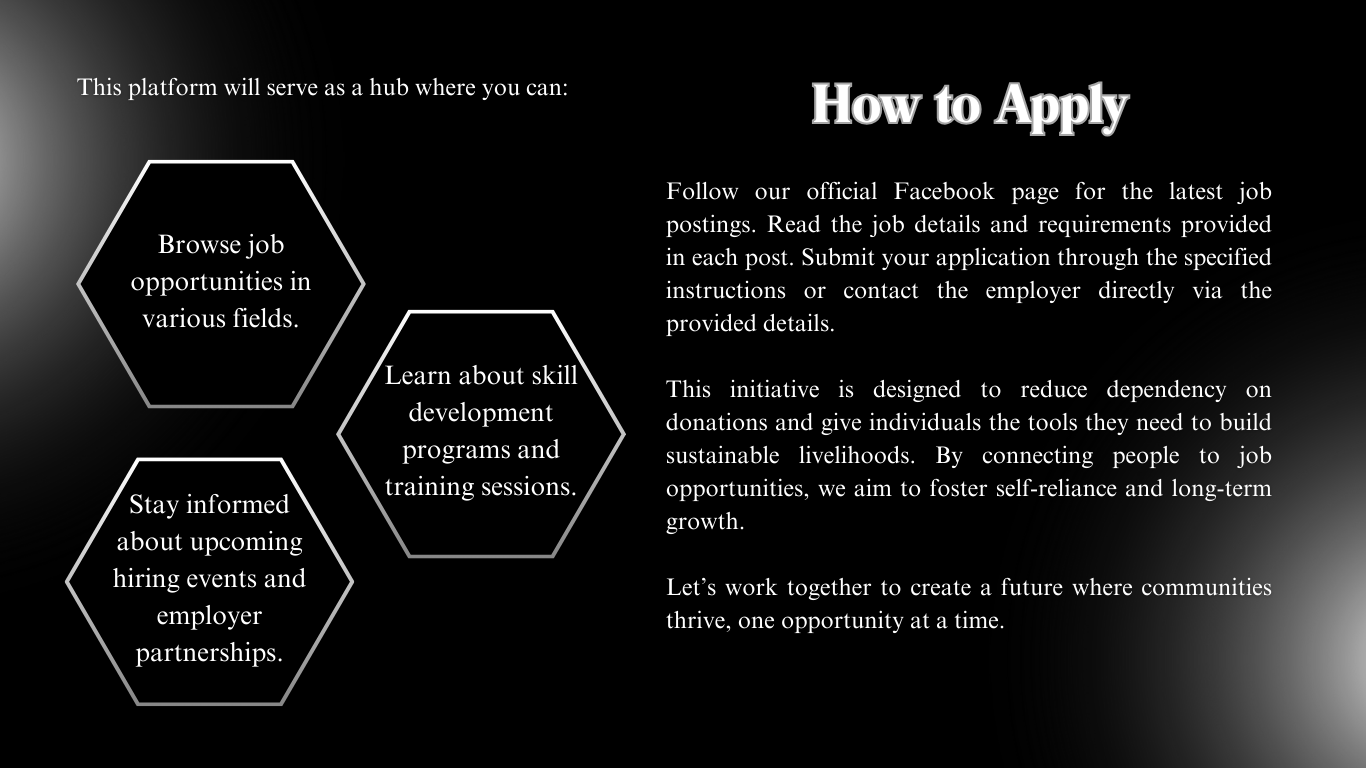 This platform will serve as a hub where you can:
Browse job
opportunities in
various fields.
Learn about skill
development
programs and
training sessions.
Stay informed
about upcoming
hiring events and
employer
partnerships.
How to Apply
Follow our official Facebook page for the latest job
postings. Read the job details and requirements provided
in each post. Submit your application through the specified
instructions or contact the employer directly via the
provided details.
This initiative is designed to reduce dependency on
donations and give individuals the tools they need to build
sustainable livelihoods. By connecting people to job
opportunities, we aim to foster self-reliance and long-term
growth.
Let’s work together to create a future where communities
thrive, one opportunity at a time.